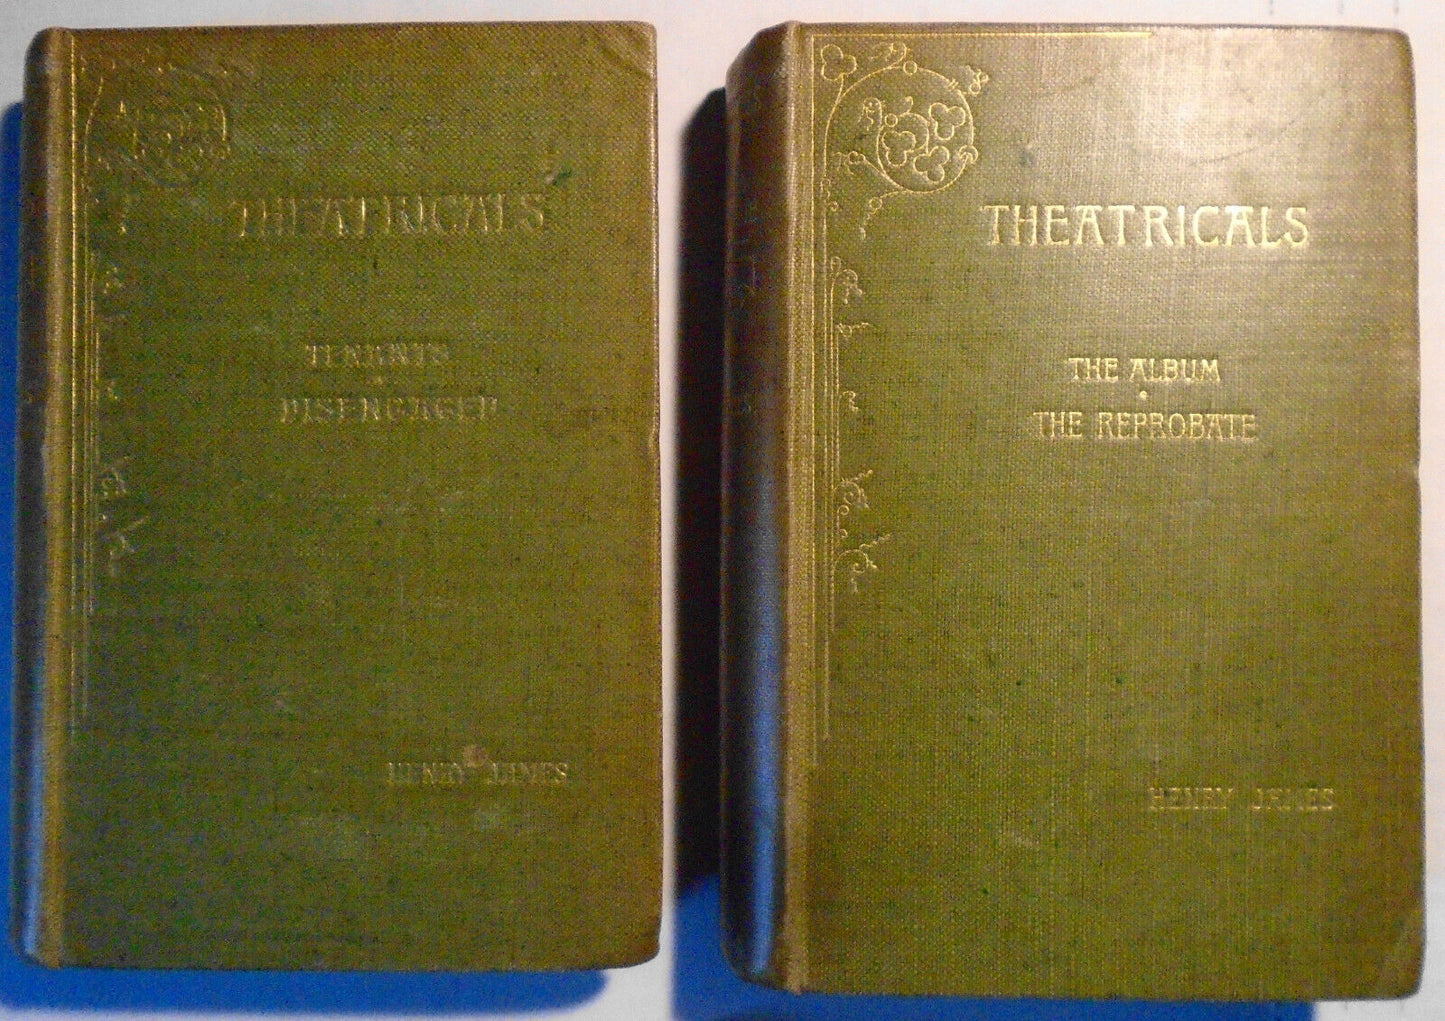 THEATRICALS
TENANTS
DISENGAGED
HENRY JAMES
THEATRICALS
THE ALBUM
THE REPROBATE
HENRY JAMES